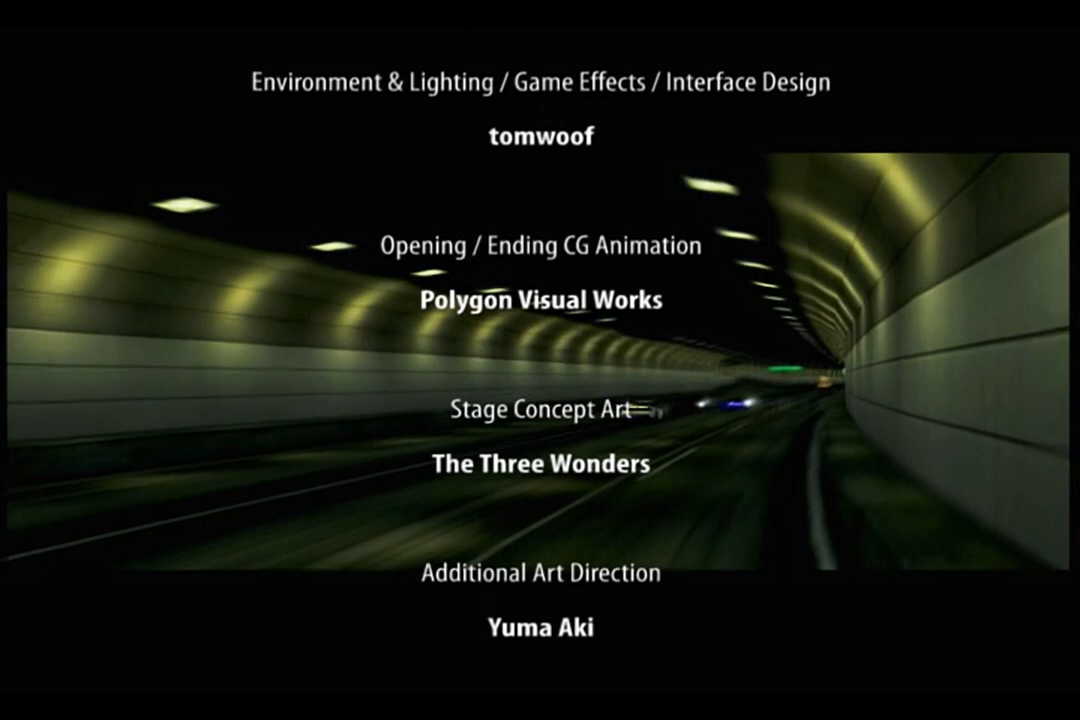 Environment & Lighting / Game Effects / Interface Design
tomwoof
Opening / Ending CG Animation
Polygon Visual Works
Stage Concept Art
The Three Wonders
Additional Art Direction
Yuma Aki